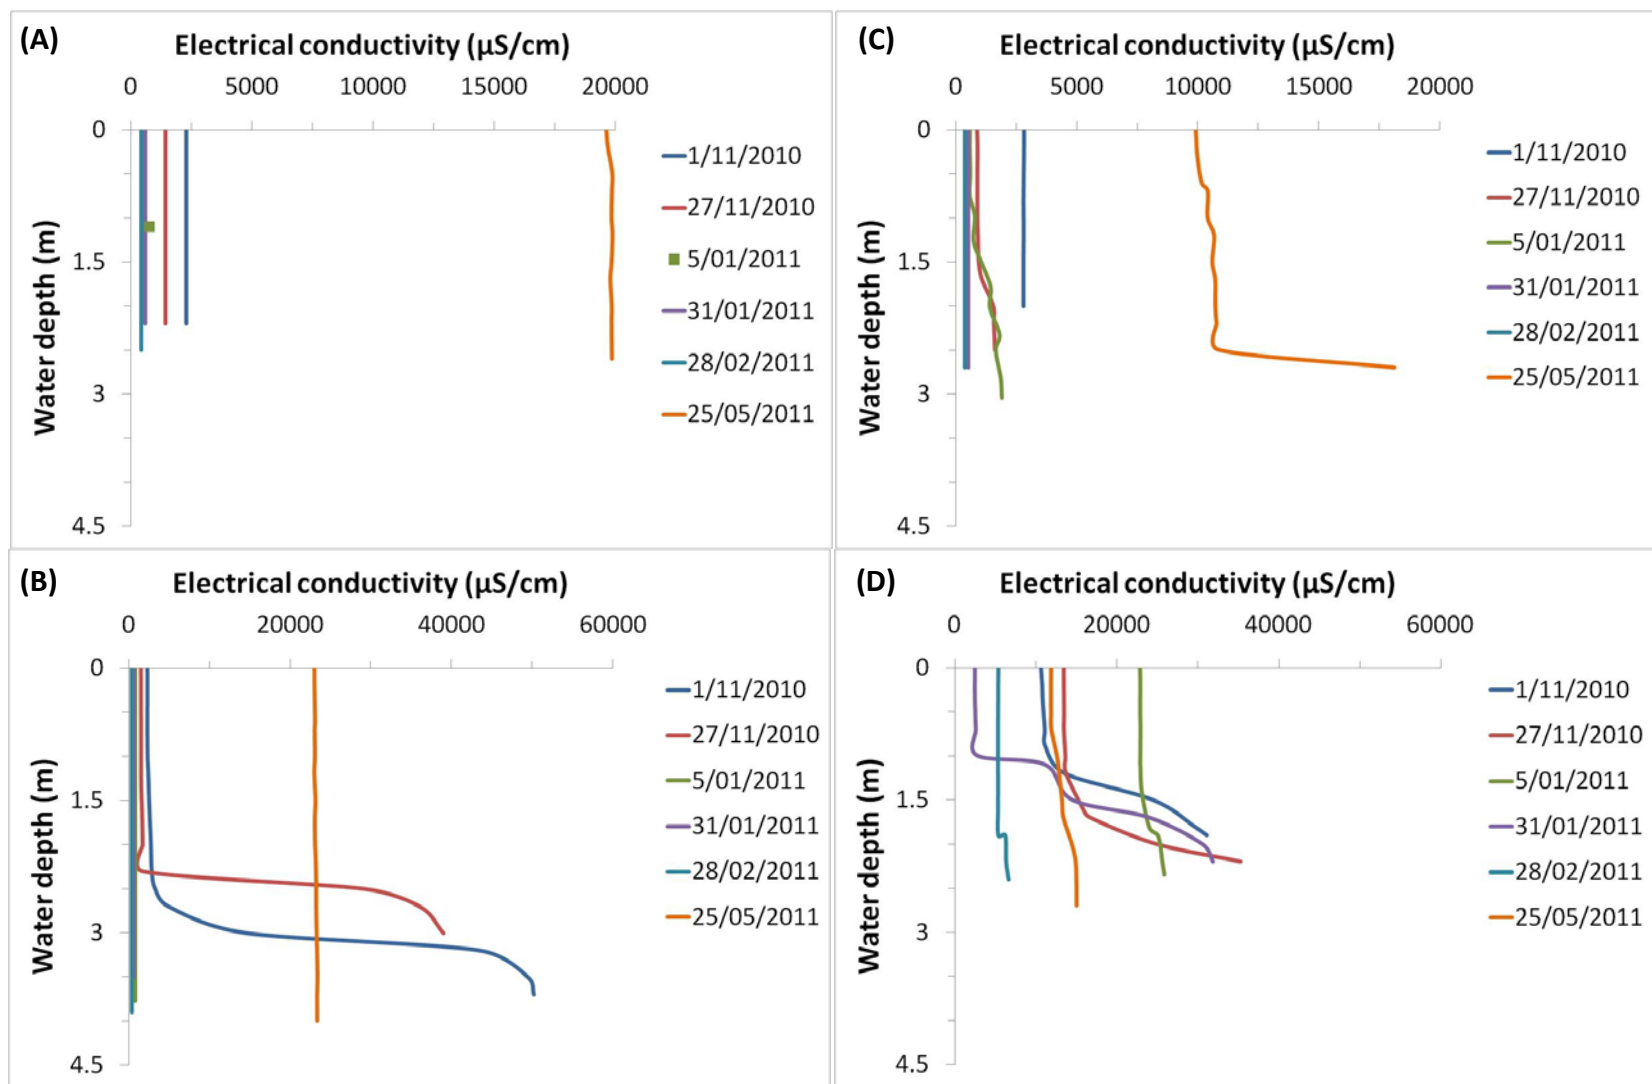 (A)
Electrical conductivity (µS/cm)
0 5000 10000 15000 20000
0
1.5
3
4.5
Water depth (m)
1/11/2010
27/11/2010
5/01/2011
31/01/2011
28/02/2011
25/05/2011
(C)
Electrical conductivity (µS/cm)
0 5000 10000 15000 20000
0
1.5
3
4.5
Water depth (m)
1/11/2010
27/11/2010
5/01/2011
31/01/2011
28/02/2011
25/05/2011
(B)
Electrical conductivity (µS/cm)
0 20000 40000 60000
0
1.5
3
4.5
Water depth (m)
1/11/2010
27/11/2010
5/01/2011
31/01/2011
28/02/2011
25/05/2011
(D)
Electrical conductivity (µS/cm)
0 20000 40000 60000
0
1.5
3
4.5
Water depth (m)
1/11/2010
27/11/2010
5/01/2011
31/01/2011
28/02/2011
25/05/2011